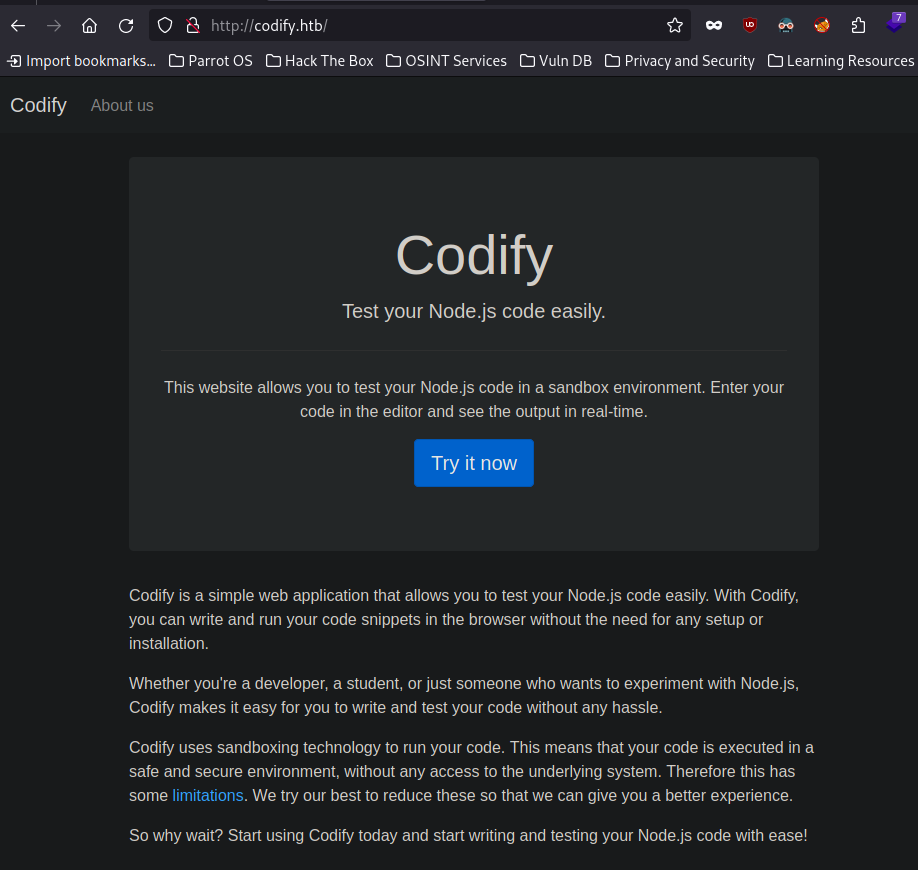 http://codify.htb/
UD
7
Import bookmarks... Parrot OS Hack The Box OSINT Services Vuln DB Privacy and Security Learning Resources
Codify About us
Codify
Test your Node.js code easily.
This website allows you to test your Node.js code in a sandbox environment. Enter your
code in the editor and see the output in real-time.
Try it now
Codify is a simple web application that allows you to test your Node.js code easily. With Codify,
you can write and run your code snippets in the browser without the need for any setup or
installation.
Whether you're a developer, a student, or just someone who wants to experiment with Node.js,
Codify makes it easy for you to write and test your code without any hassle.
Codify uses sandboxing technology to run your code. This means that your code is executed in a
safe and secure environment, without any access to the underlying system. Therefore this has
some limitations. We try our best to reduce these so that we can give you a better experience.
So why wait? Start using Codify today and start writing and testing your Node.js code with ease!